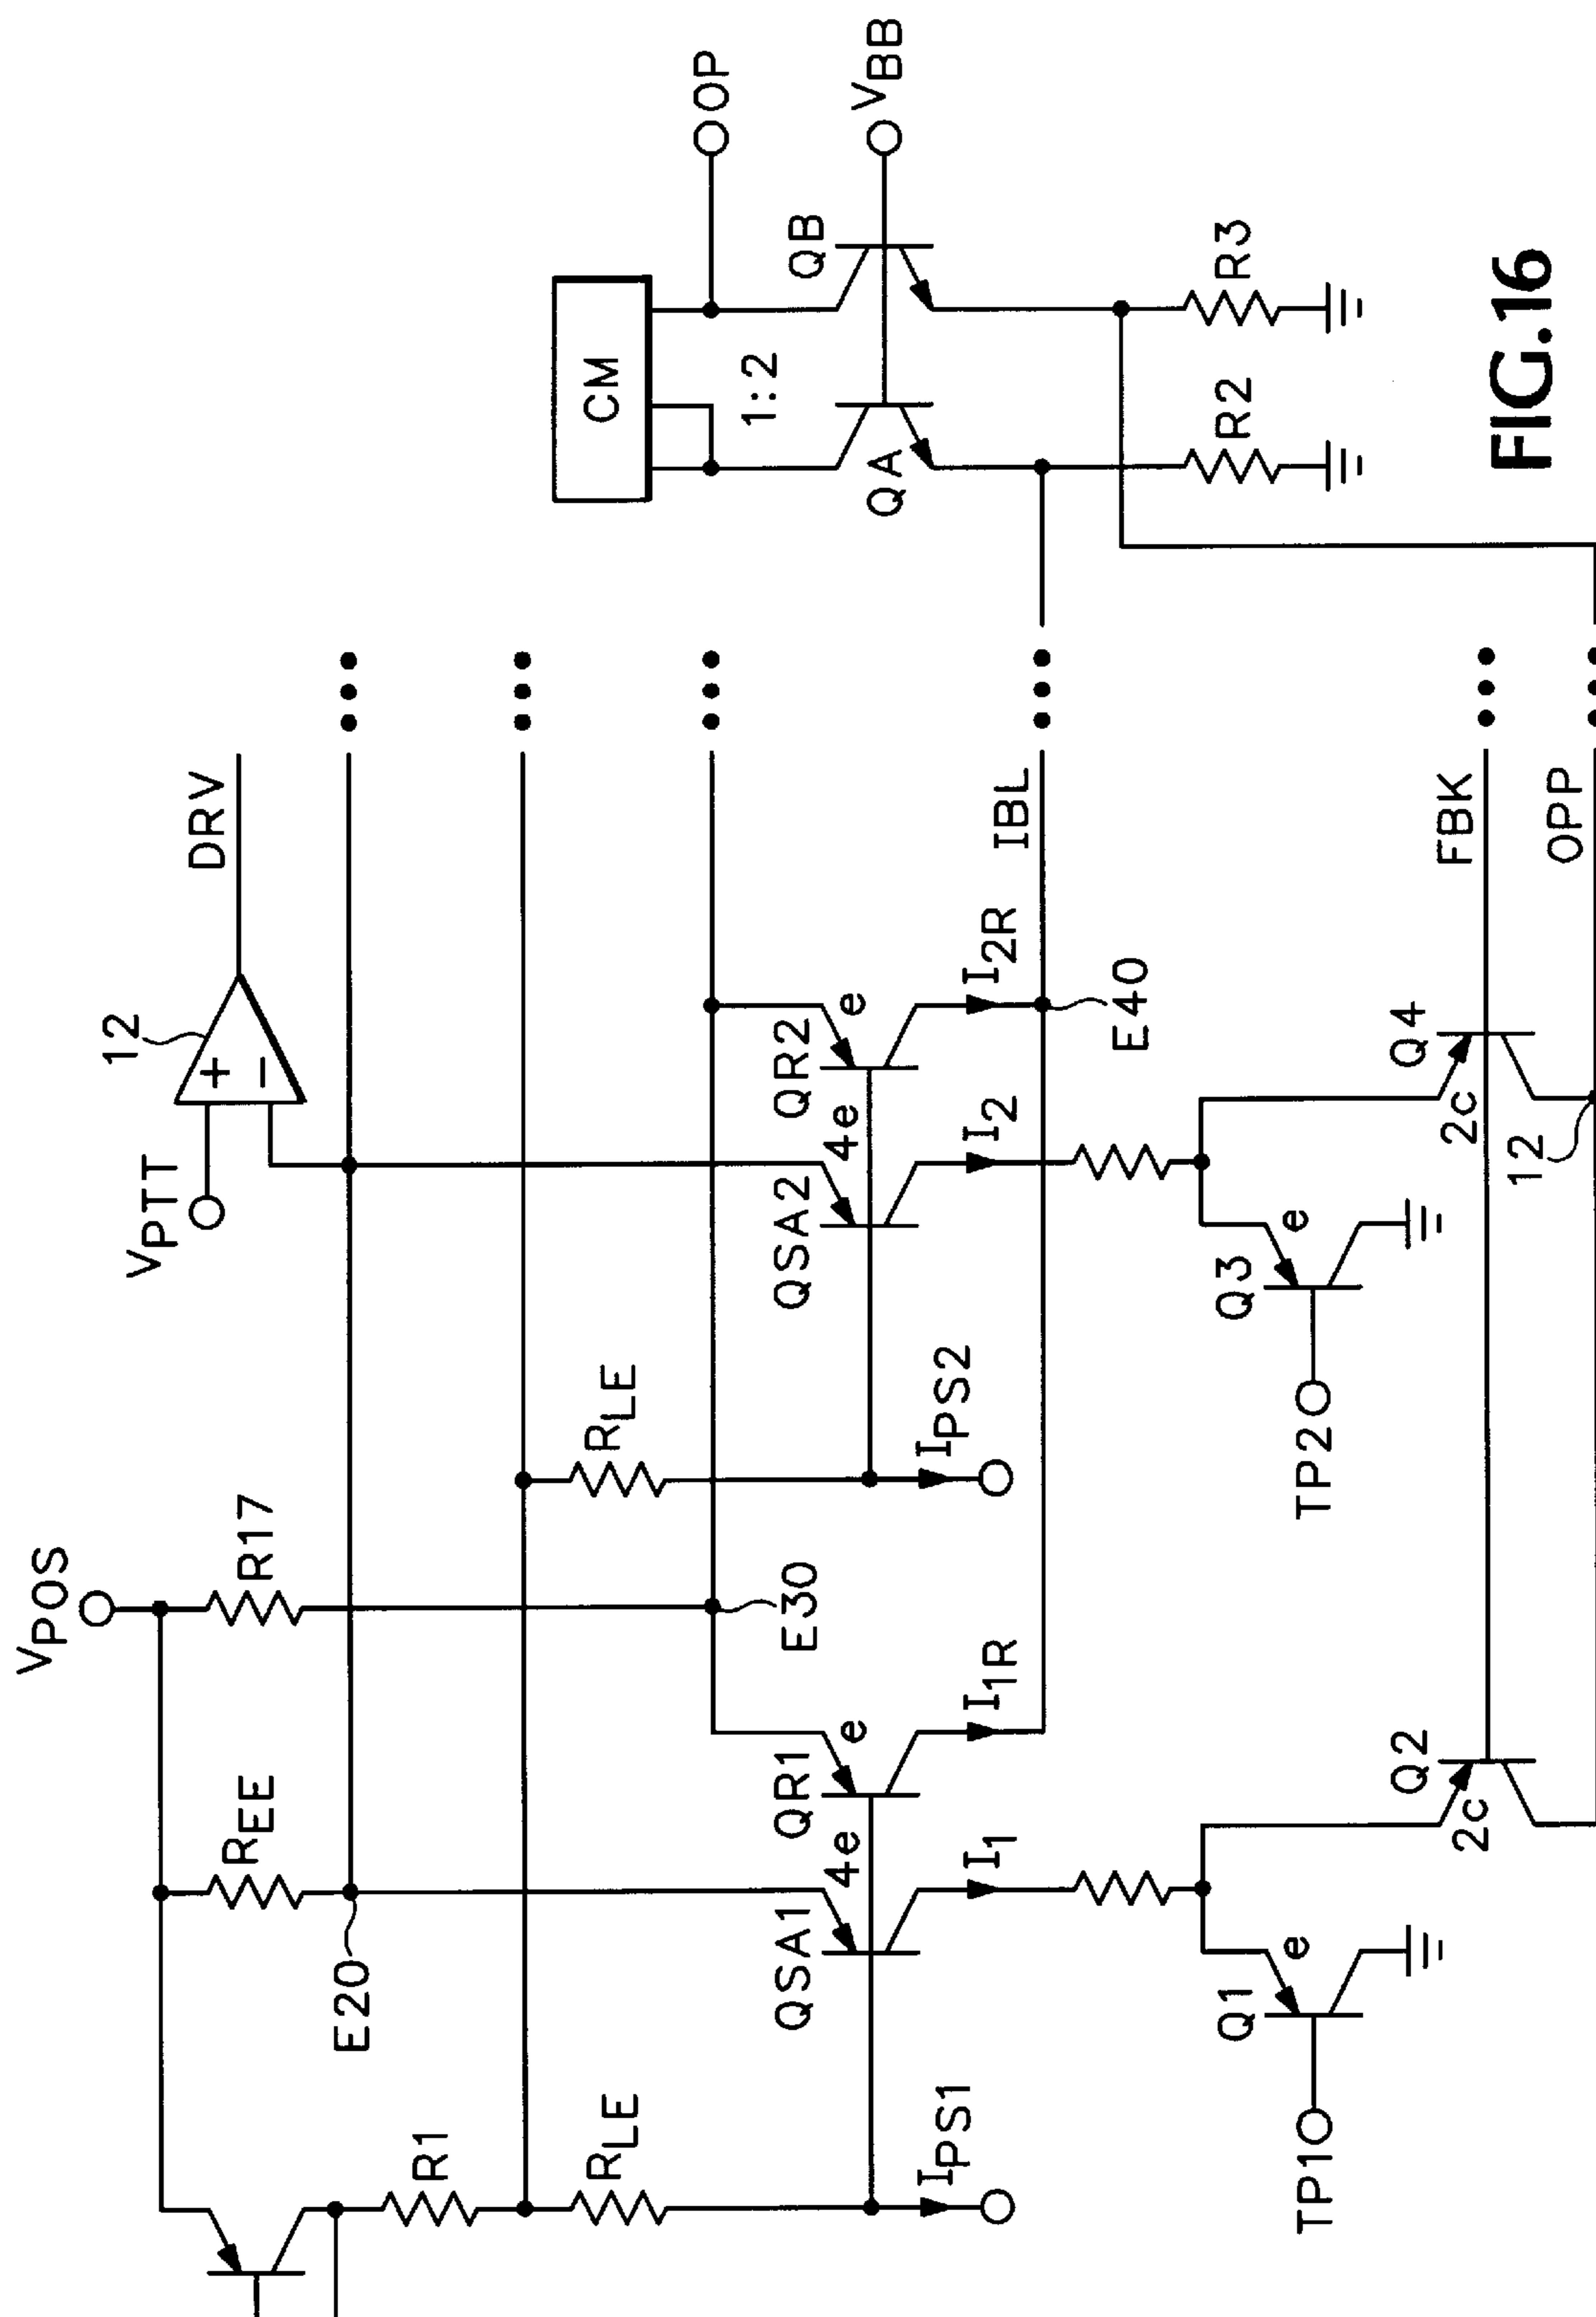 VPOS
REE
R17
VPTT
12
+
−
DRV
E20
R1
RLE
RLE
E30
CM
OP
1:2
QA
QB
VBB
QSA1
4e
QR1
e
QSA2
4e
QR2
e
IPS1
I1
I1R
IPS2
I2
I2R
IBL
E40
R2
R3
TP1
Q1
e
Q2
2c
TP2
Q3
e
Q4
2c
12
FBK
OPP
FIG.16